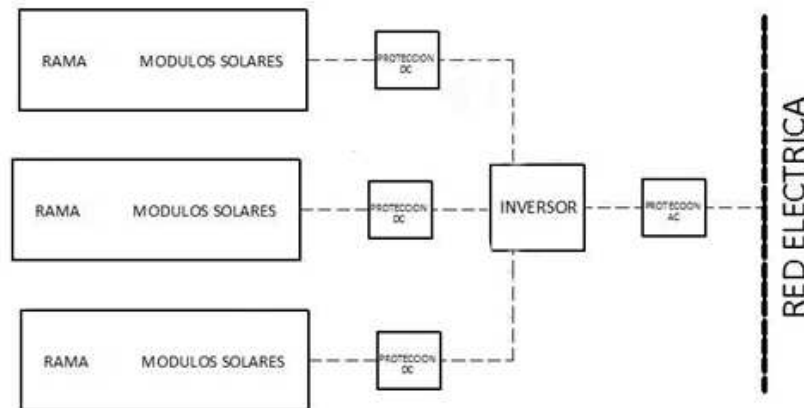 RAMA MODULOS SOLARES
PROTECCION
DC
RAMA MODULOS SOLARES
PROTECCION
DC
INVERSOR
PROTECCION
AC
RED ELECTRICA
RAMA MODULOS SOLARES
PROTECCION
DC